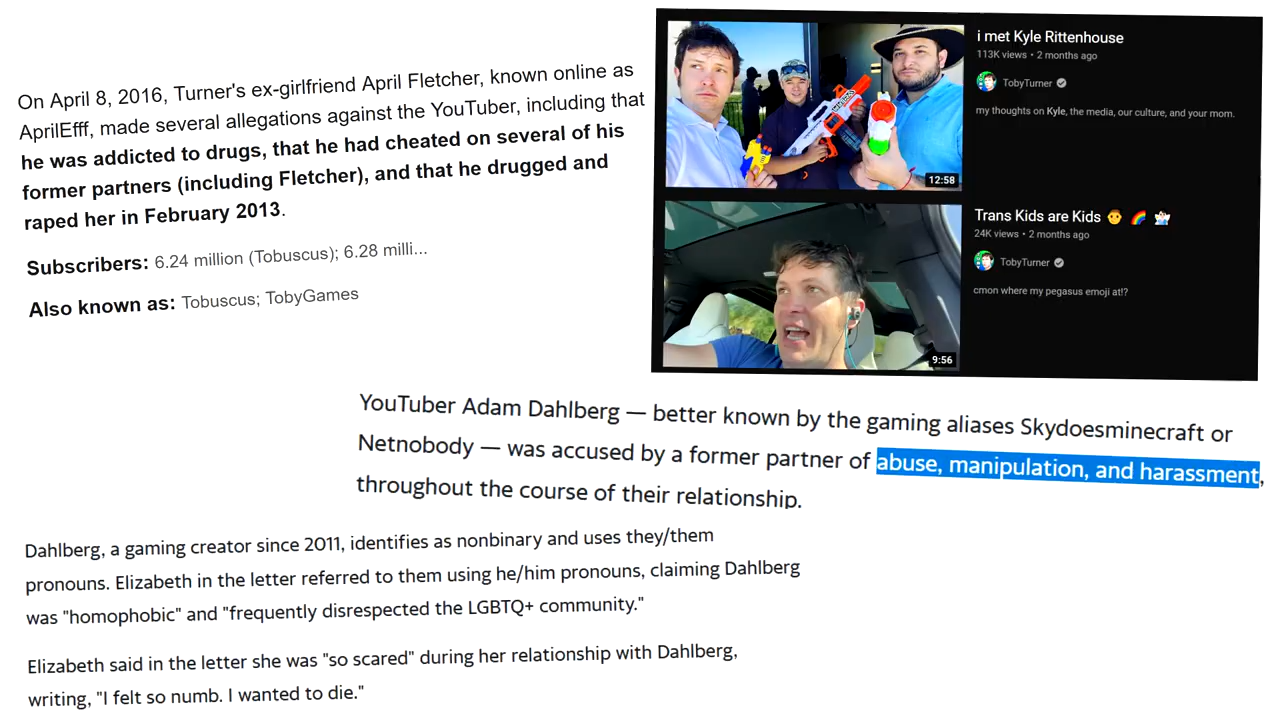 On April 8, 2016, Turner's ex-girlfriend April Fletcher, known online as
AprilEfff, made several allegations against the YouTuber, including that
he was addicted to drugs, that he had cheated on several of his
former partners (including Fletcher), and that he drugged and
raped her in February 2013.
Subscribers: 6.24 million (Tobuscus); 6.28 milli...
Also known as: Tobuscus; TobyGames
i met Kyle Rittenhouse
113K views • 2 months ago
TobyTurner
my thoughts on Kyle, the media, our culture, and your mom.
12:58
Trans Kids are Kids 👨 🌈 🧚
24K views • 2 months ago
TobyTurner
cmon where my pegasus emoji at!?
9:56
YouTuber Adam Dahlberg — better known by the gaming aliases Skydoesminecraft or
Netnobody — was accused by a former partner of abuse, manipulation, and harassment,
throughout the course of their relationship.
Dahlberg, a gaming creator since 2011, identifies as nonbinary and uses they/them
pronouns. Elizabeth in the letter referred to them using he/him pronouns, claiming Dahlberg
was "homophobic" and "frequently disrespected the LGBTQ+ community."
Elizabeth said in the letter she was "so scared" during her relationship with Dahlberg,
writing, "I felt so numb. I wanted to die."